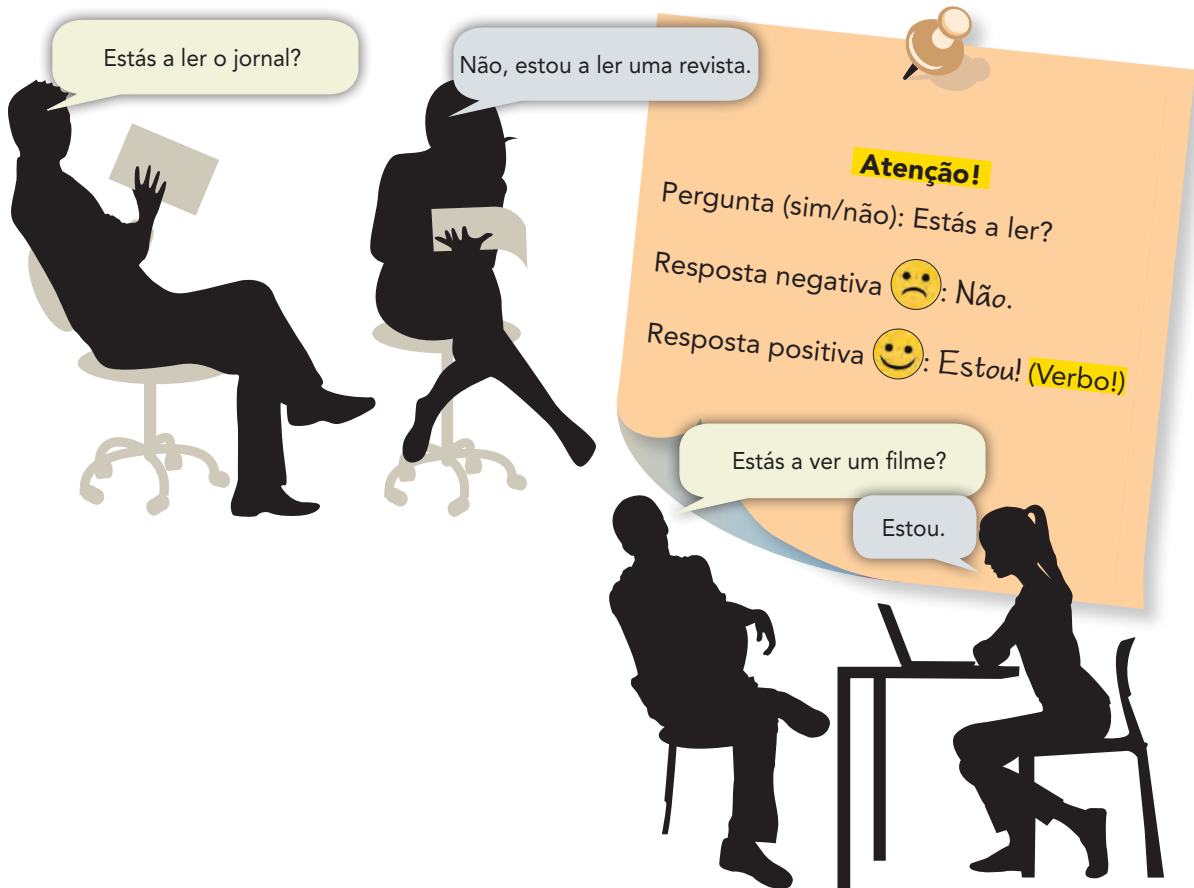 Estás a ler o jornal?
Não, estou a ler uma revista.
Atenção!
Pergunta (sim/não): Estás a ler?
Resposta negativa : Não.
Resposta positiva : Estou! (Verbo!)
Estás a ver um filme?
Estou.